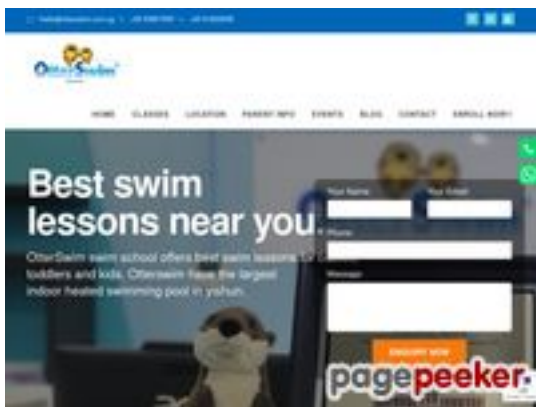 OtterSwim
HOME CLASSES LOCATION PARENT INFO EVENTS BLOG CONTACT ENROLL NOW!
Best swim
lessons near you
Your Name Your Email
Phone
OtterSwim swim school offers best swim lessons for
toddlers and kids. Otterswim have the largest
indoor heated swimming pool in yishun.
Message
ENQUIRY NOW
pagepeeker